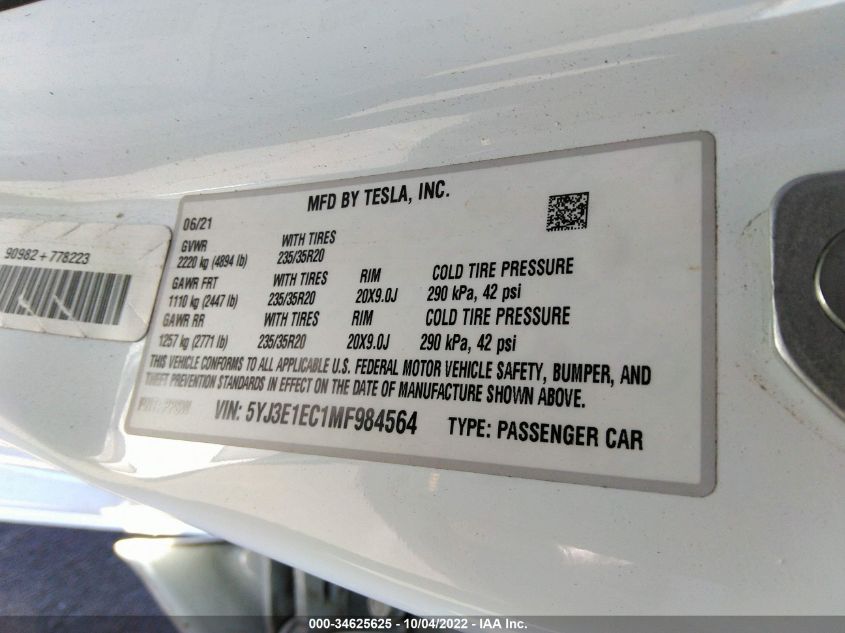 MFD BY TESLA, INC.
06/21
GVWR WITH TIRES
2220 kg (4894 lb) 235/35R20
GAWR FRT WITH TIRES RIM COLD TIRE PRESSURE
1110 kg (2447 lb) 235/35R20 20X9.0J 290 kPa, 42 psi
GAWR RR WITH TIRES RIM COLD TIRE PRESSURE
1257 kg (2771 lb) 235/35R20 20X9.0J 290 kPa, 42 psi
THIS VEHICLE CONFORMS TO ALL APPLICABLE U.S. FEDERAL MOTOR VEHICLE SAFETY, BUMPER, AND
THEFT PREVENTION STANDARDS IN EFFECT ON THE DATE OF MANUFACTURE SHOWN ABOVE.
VIN: 5YJ3E1EC1MF984564 TYPE: PASSENGER CAR
90982+778223
000-34625625 - 10/04/2022 - IAA Inc.